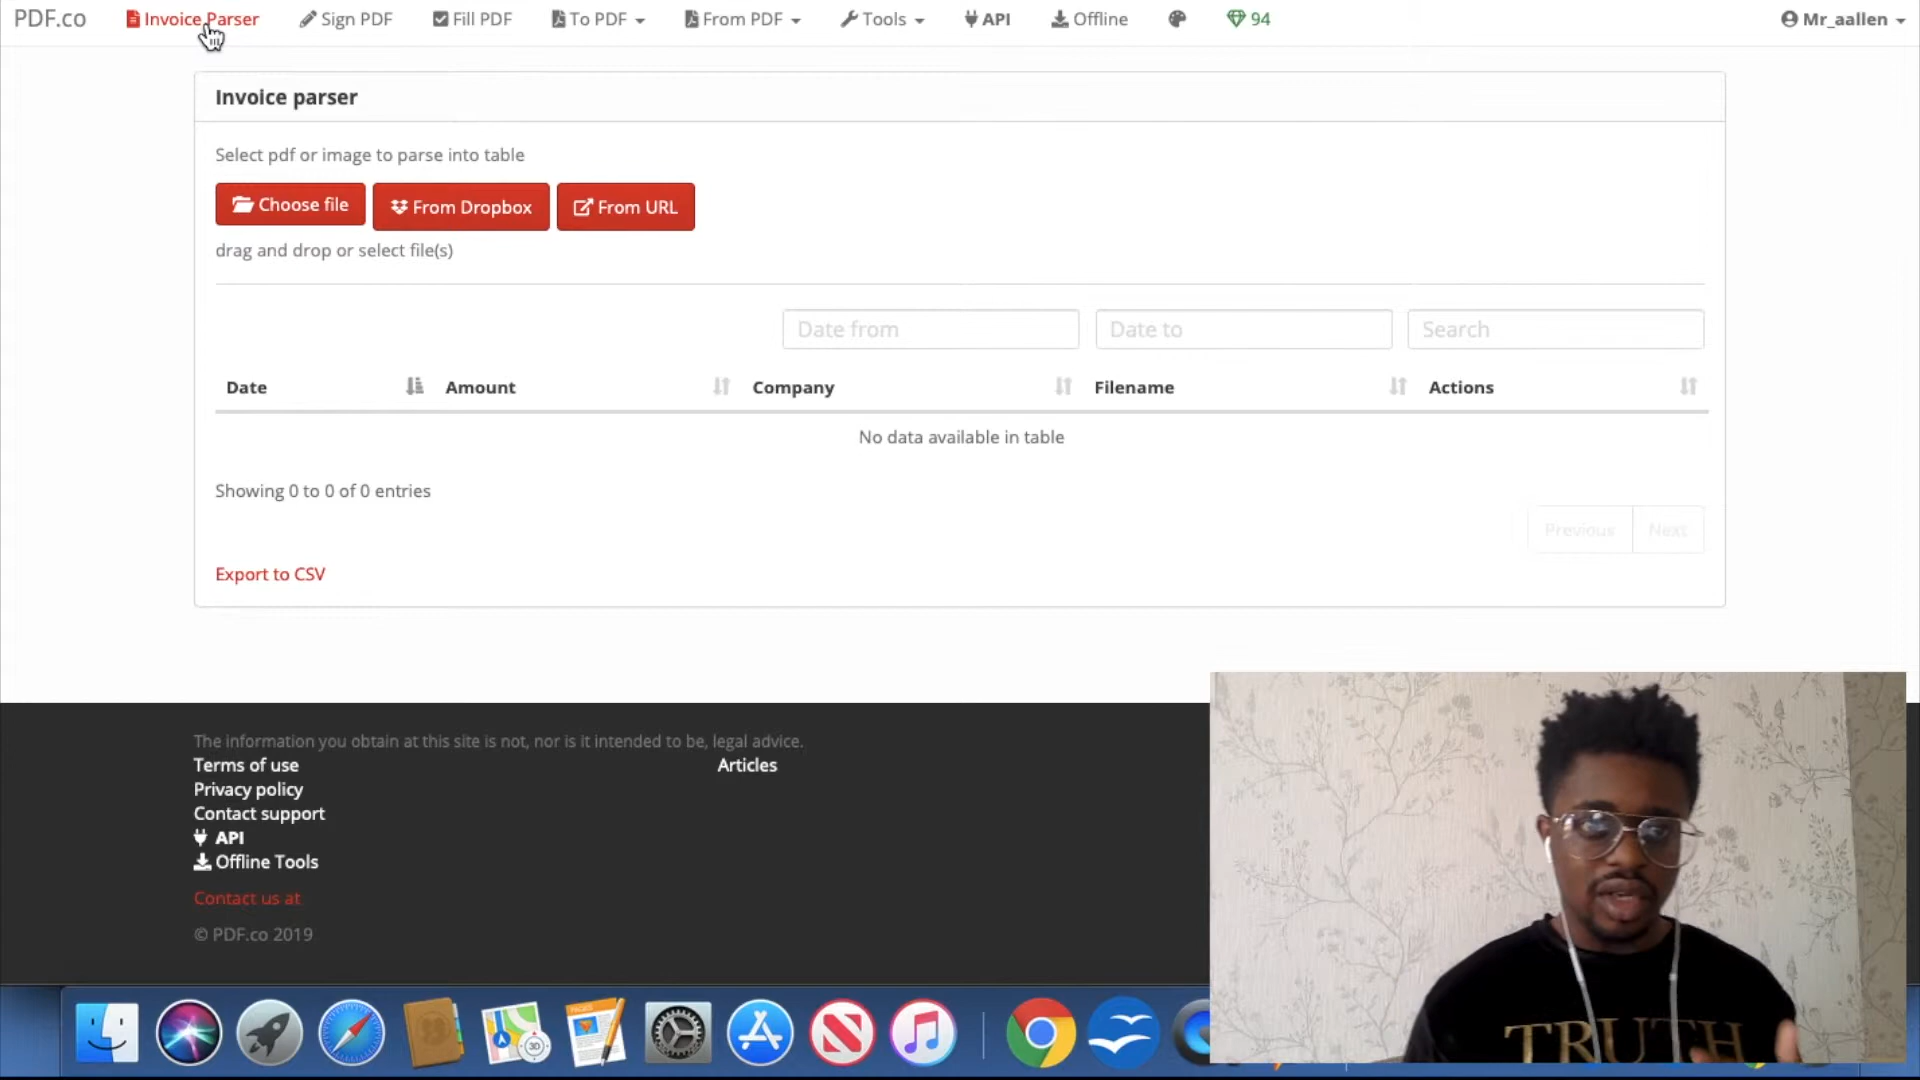 PDF.co Invoice Parser Sign PDF Fill PDF To PDF From PDF Tools API Offline 94 Mr_aallen
Invoice parser
Select pdf or image to parse into table
Choose file From Dropbox From URL
drag and drop or select file(s)
Date from Date to Search
Date Amount Company Filename Actions
No data available in table
Showing 0 to 0 of 0 entries
Previous Next
Export to CSV
The information you obtain at this site is not, nor is it intended to be, legal advice.
Terms of use Articles
Privacy policy
Contact support
API
Offline Tools
Contact us at
© PDF.co 2019
PAGES
3D
TRUTH